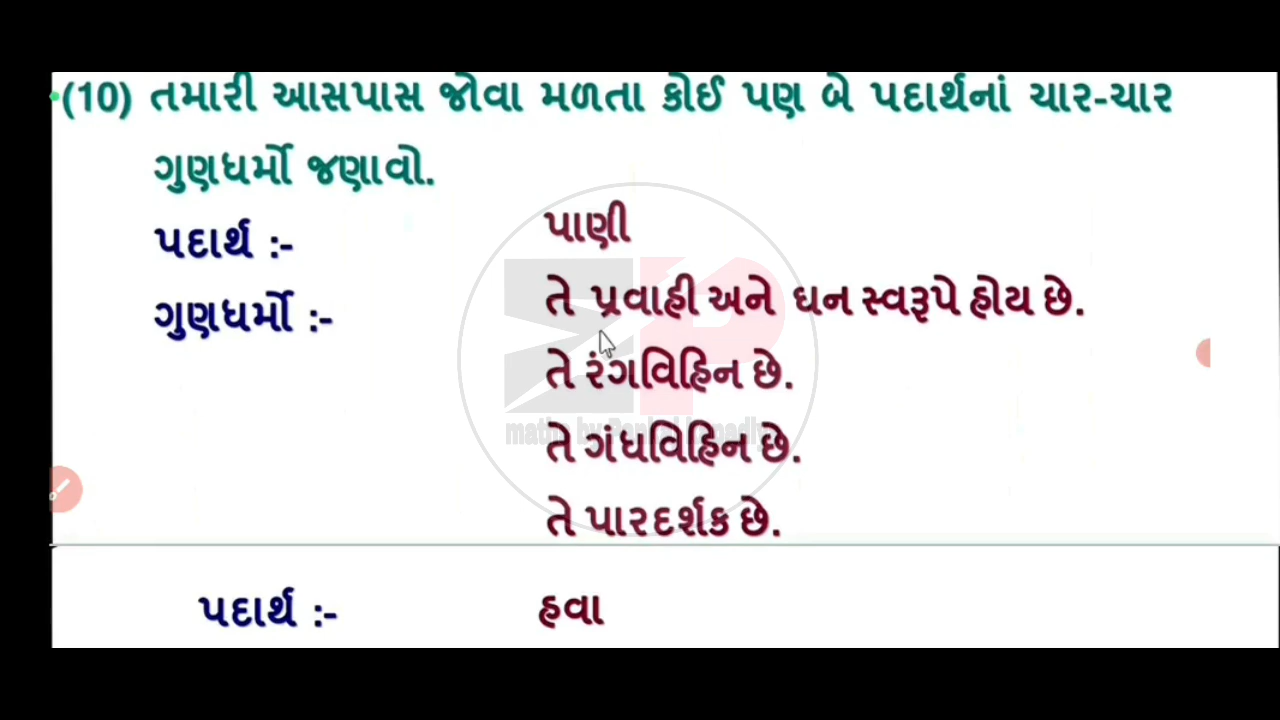 (10) તમારી આસપાસ જોવા મળતા કોઈ પણ બે પદાર્થનાં ચાર-ચાર
ગુણધર્મો જણાવો.
પદાર્થ :- પાણી
ગુણધર્મો :- તે પ્રવાહી અને ઘન સ્વરૂપે હોય છે.
તે રંગવિહિન છે.
તે ગંધવિહિન છે.
તે પારદર્શક છે.
પદાર્થ :- હવા